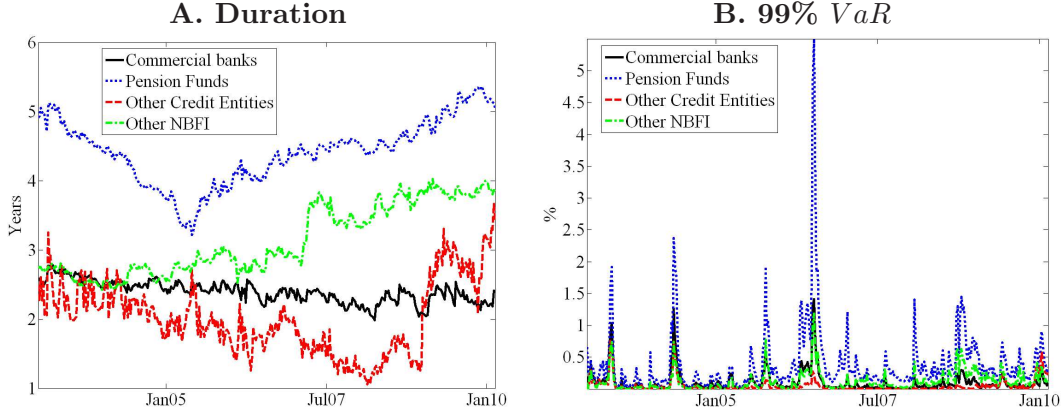 A. Duration
6
5
4
3
2
1
Years
Commercial banks
Pension Funds
Other Credit Entities
Other NBFI
Jan05
Jul07
Jan10
B. 99% VaR
5
4.5
4
3.5
3
2.5
2
1.5
1
0.5
%
Commercial banks
Pension Funds
Other Credit Entities
Other NBFI
Jan05
Jul07
Jan10